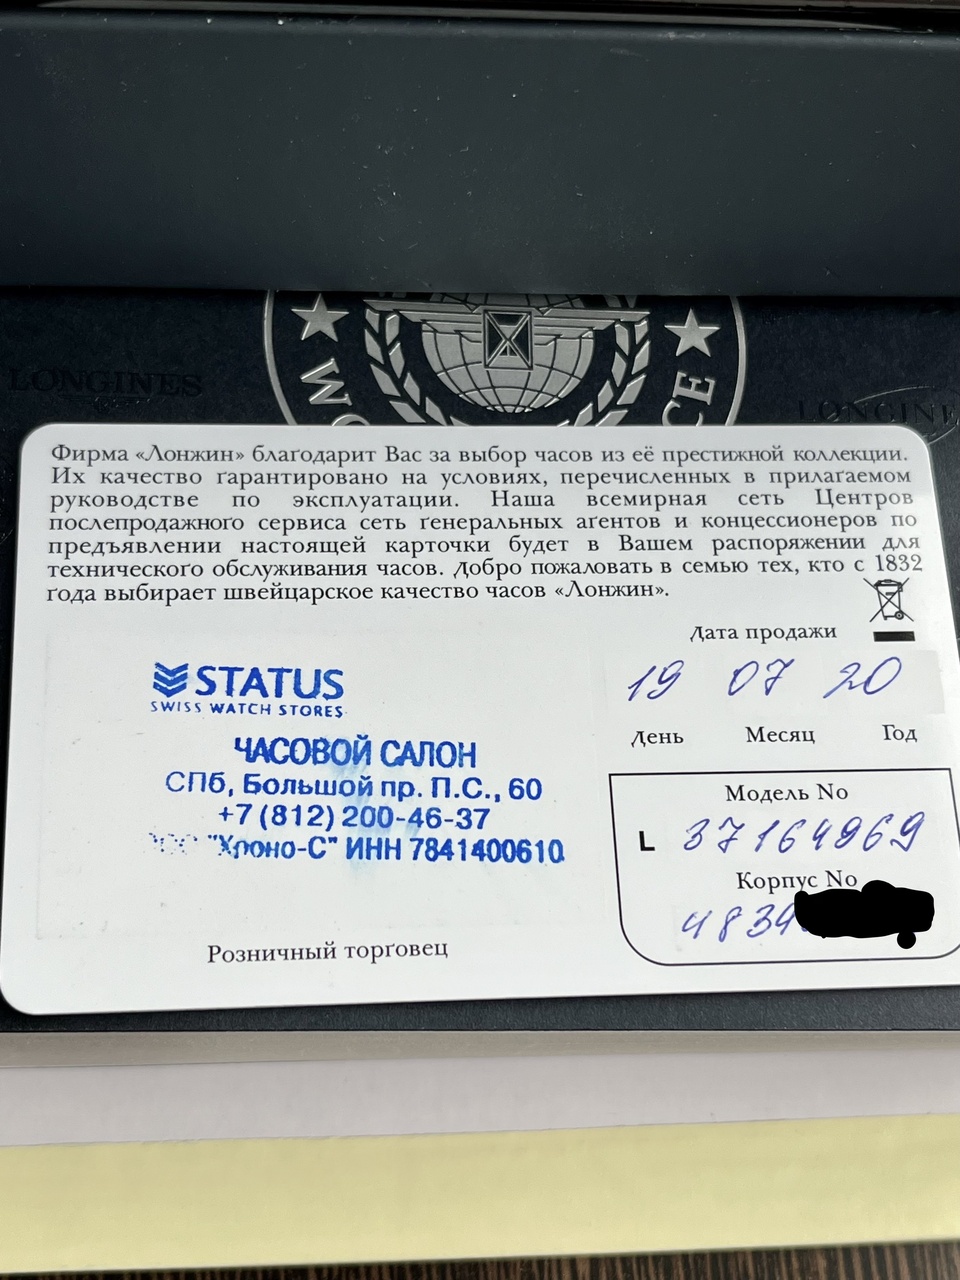 LONGINES
LONGINE
Фирма «Лонжин» благодарит Вас за выбор часов из её престижной коллекции.
Их качество гарантировано на условиях, перечисленных в прилагаемом
руководстве по эксплуатации. Наша всемирная сеть Центров
послепродажного сервиса сеть генеральных агентов и концессионеров по
предъявлении настоящей карточки будет в Вашем распоряжении для
технического обслуживания часов. Добро пожаловать в семью тех, кто с 1832
года выбирает швейцарское качество часов «Лонжин».
STATUS
SWISS WATCH STORES
ЧАСОВОЙ САЛОН
СПб, Большой пр. П.С., 60
+7 (812) 200-46-37
"Хроно-С" ИНН 7841400610
Розничный торговец
Дата продажи
19 07 20
День Месяц Год
Модель No
L 37164969
Корпус No
4834